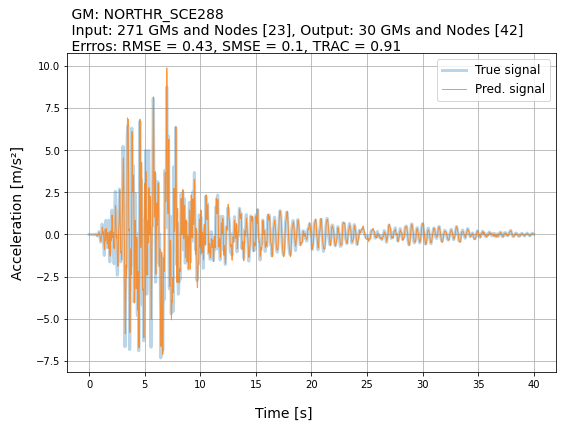 GM: NORTHR_SCE288
Input: 271 GMs and Nodes [23], Output: 30 GMs and Nodes [42]
Errros: RMSE = 0.43, SMSE = 0.1, TRAC = 0.91
True signal
Pred. signal
10.0
7.5
5.0
2.5
0.0
−2.5
−5.0
−7.5
Acceleration [m/s²]
0 5 10 15 20 25 30 35 40
Time [s]